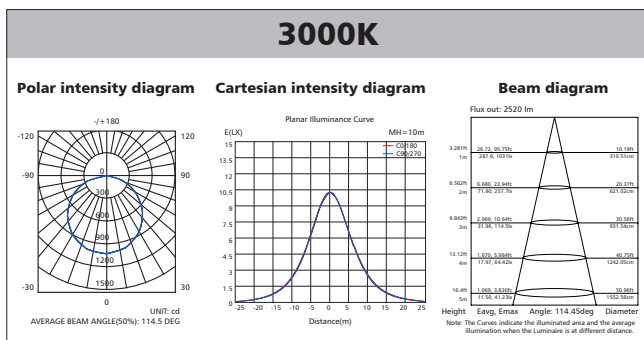 3000K
Polar intensity diagram
Cartesian intensity diagram
Beam diagram
-/+180
-120
120
-90
90
0
300
600
900
1200
1500
-30
30
0
UNIT: cd
AVERAGE BEAM ANGLE(50%): 114.5 DEG
Planar Illuminance Curve
E(LX)
MH=10m
C0/180
C90/270
15
13.5
12
10.5
9.0
7.5
6.0
4.5
3.0
1.5
0
-25 -20 -15 -10 -5 0 5 10 15 20 25
Distance(m)
Flux out: 2520 lm
3.281ft 26.72, 95.75fc 10.19ft
1m 287.6, 1031lx 310.51cm
6.562ft 6.680, 23.94fc 20.37ft
2m 71.90, 257.7lx 621.02cm
9.843ft 2.969, 10.64fc 30.56ft
3m 31.96, 114.5lx 931.54cm
13.12ft 1.670, 5.984fc 40.75ft
4m 17.97, 64.42lx 1242.05cm
16.4ft 1.069, 3.830fc 50.96ft
5m 11.50, 41.23lx 1552.56cm
Height Eavg, Emax Angle: 114.45deg Diameter
Note: The Curves indicate the illuminated area and the average
illumination when the Luminaire is at different distance.